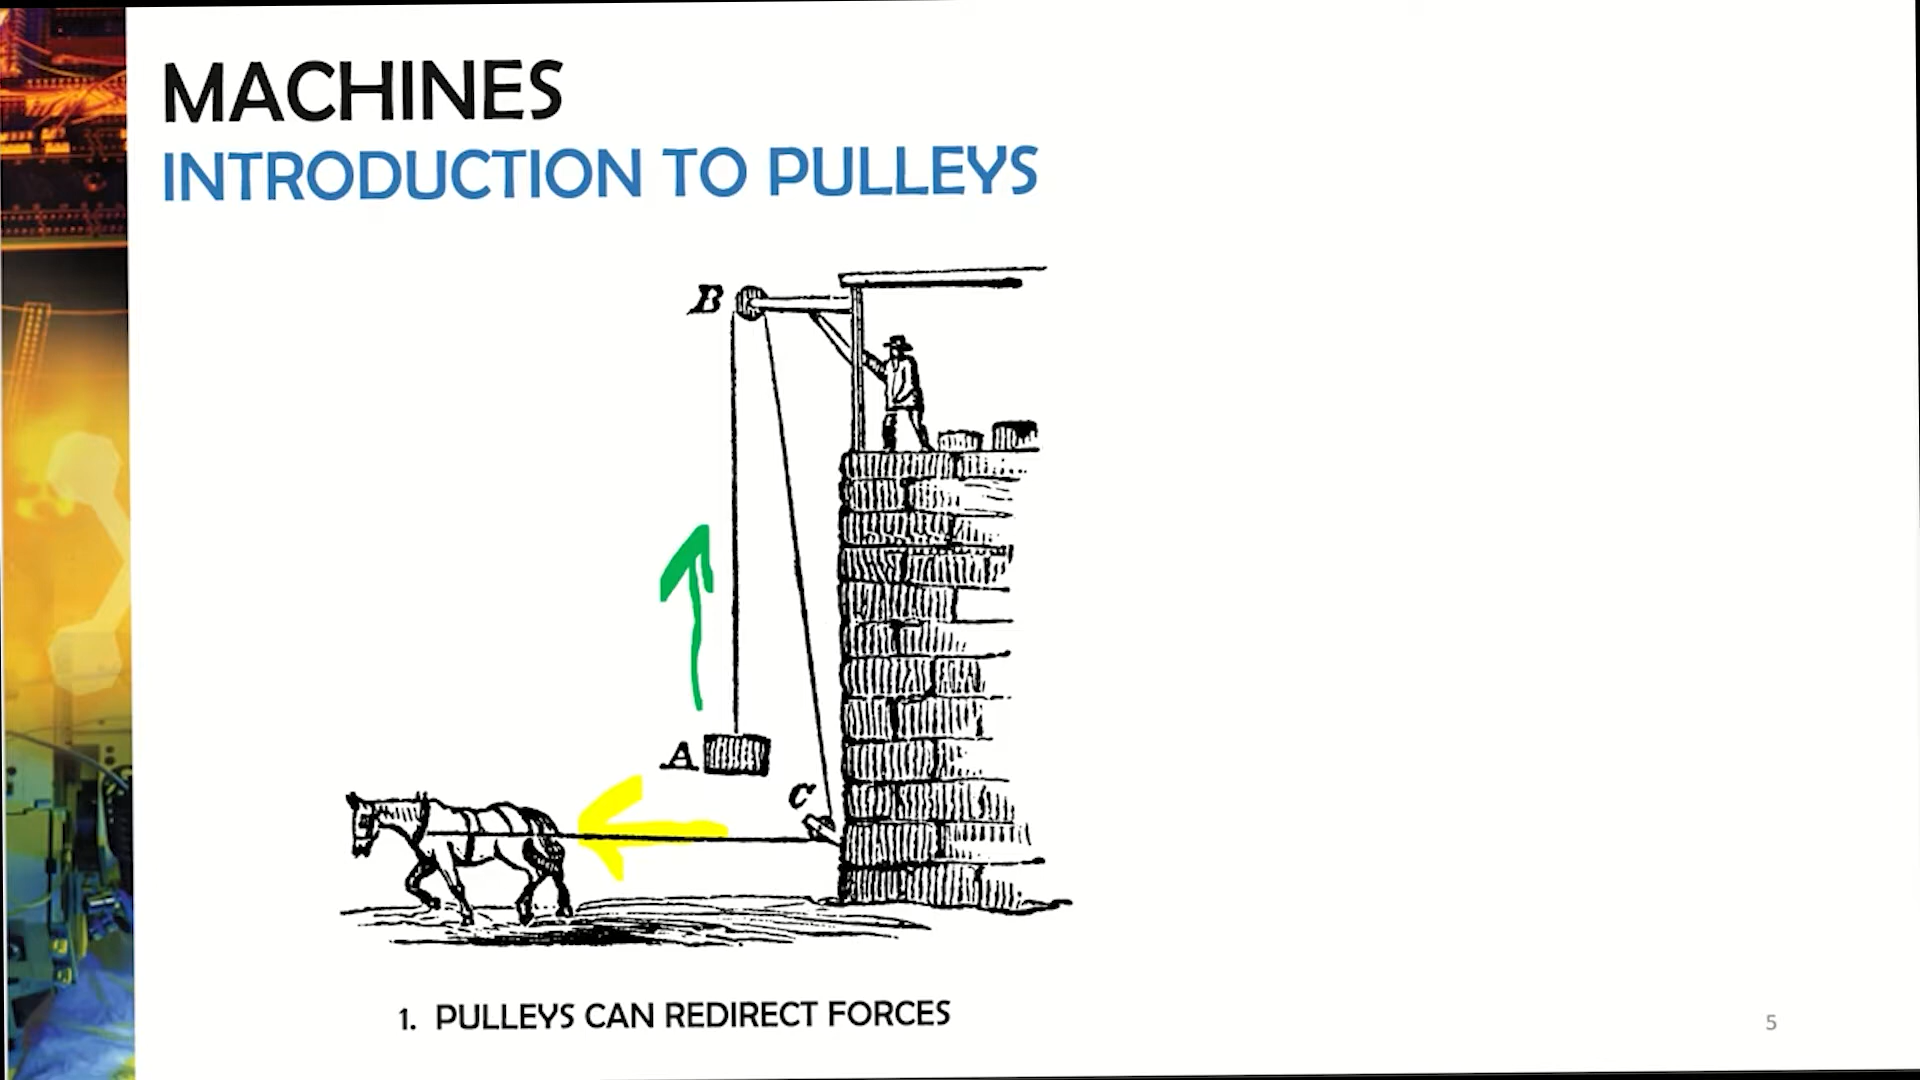 MACHINES
INTRODUCTION TO PULLEYS
B
A
C
1. PULLEYS CAN REDIRECT FORCES
5